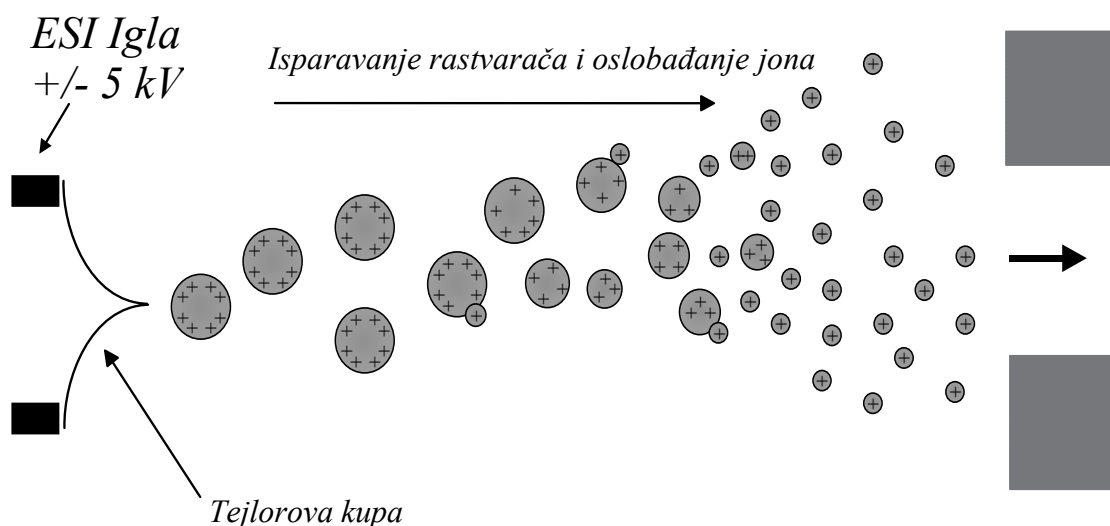 ESI Igla
+/- 5 kV
Isparavanje rastvarača i oslobađanje jona
Tejlorova kupa